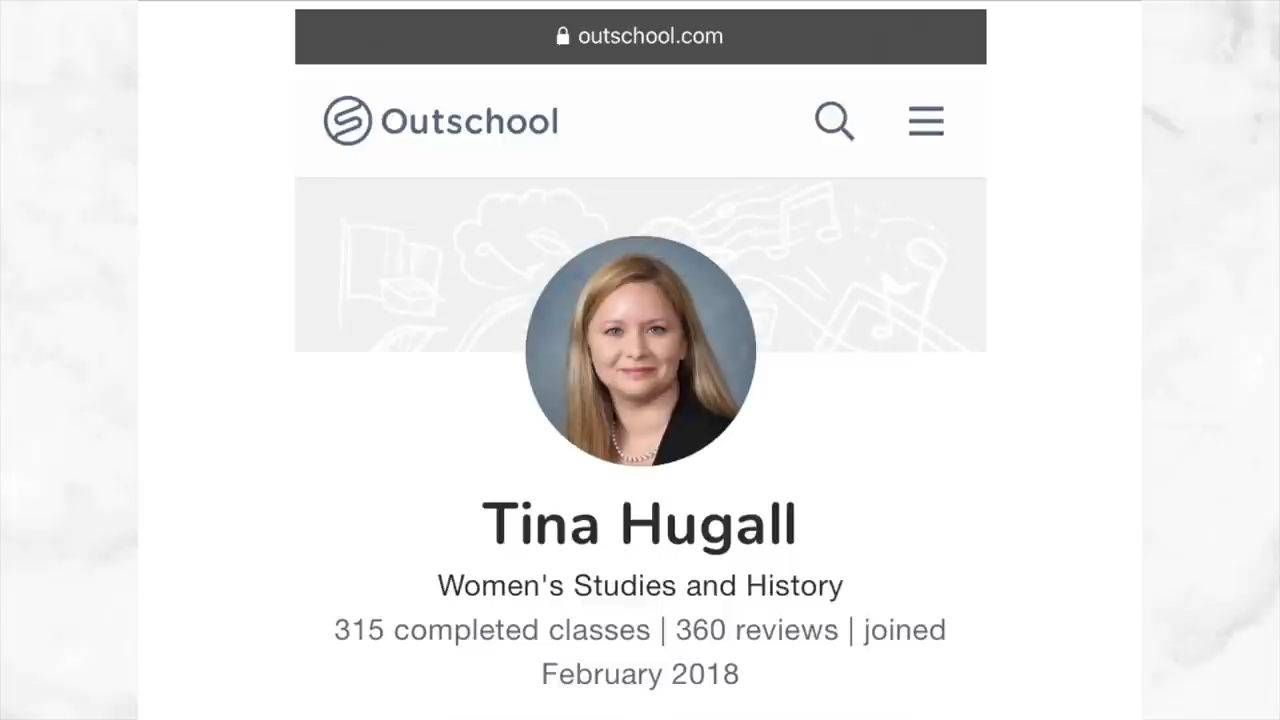 outschool.com
Outschool
Tina Hugall
Women's Studies and History
315 completed classes | 360 reviews | joined
February 2018